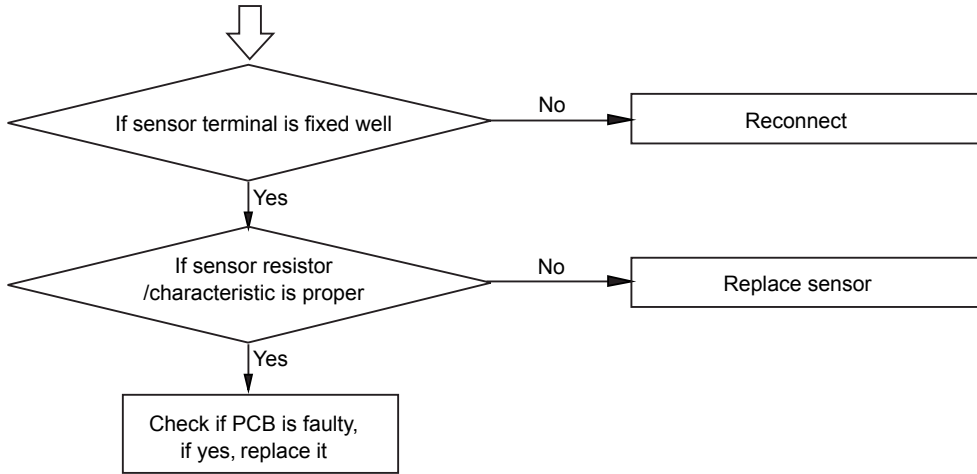 If sensor terminal is fixed well
No
Reconnect
Yes
If sensor resistor
/characteristic is proper
No
Replace sensor
Yes
Check if PCB is faulty,
if yes, replace it